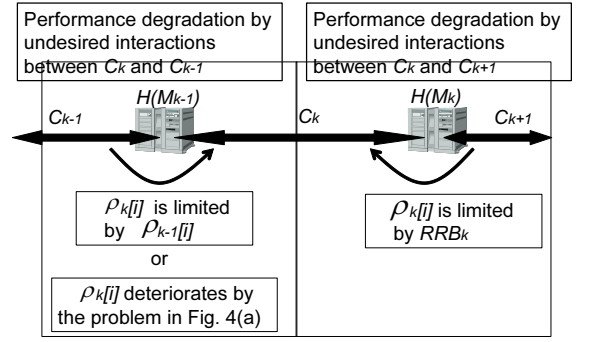 Performance degradation by
undesired interactions
between Ck and Ck-1
Performance degradation by
undesired interactions
between Ck and Ck+1
H(Mk-1)
H(Mk)
Ck-1
Ck
Ck+1
ρk[i] is limited
by ρk-1[i]
or
ρk[i] deteriorates by
the problem in Fig. 4(a)
ρk[i] is limited
by RRBk